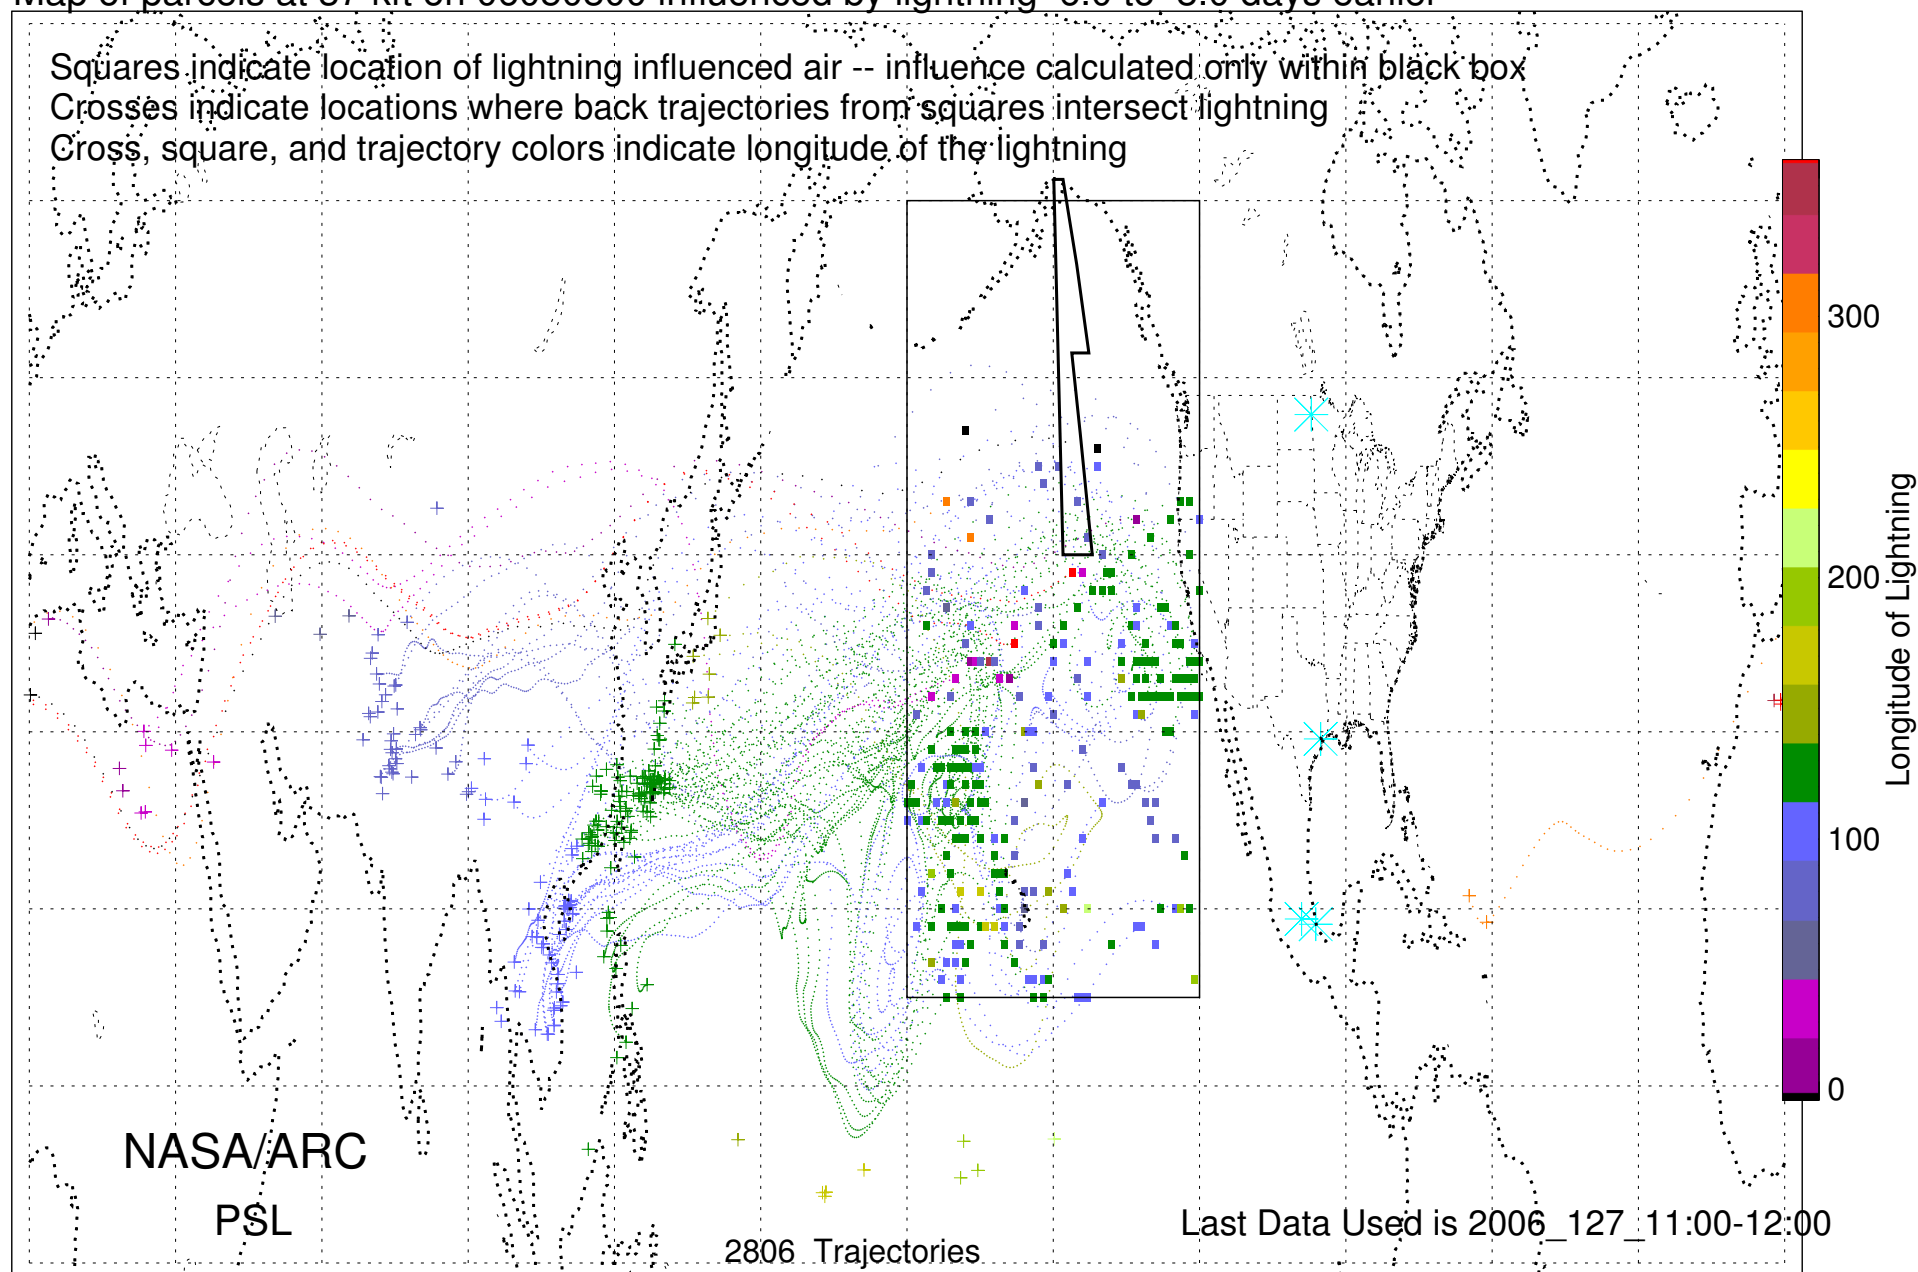 Squares indicate location of lightning influenced air -- influence calculated only within black box
Crosses indicate locations where back trajectories from squares intersect lightning
Cross, square, and trajectory colors indicate longitude of the lightning
300
200
100
0
Longitude of Lightning
NASA/ARC
PSL
Last Data Used is 2006_127_11:00-12:00
2806 Trajectories